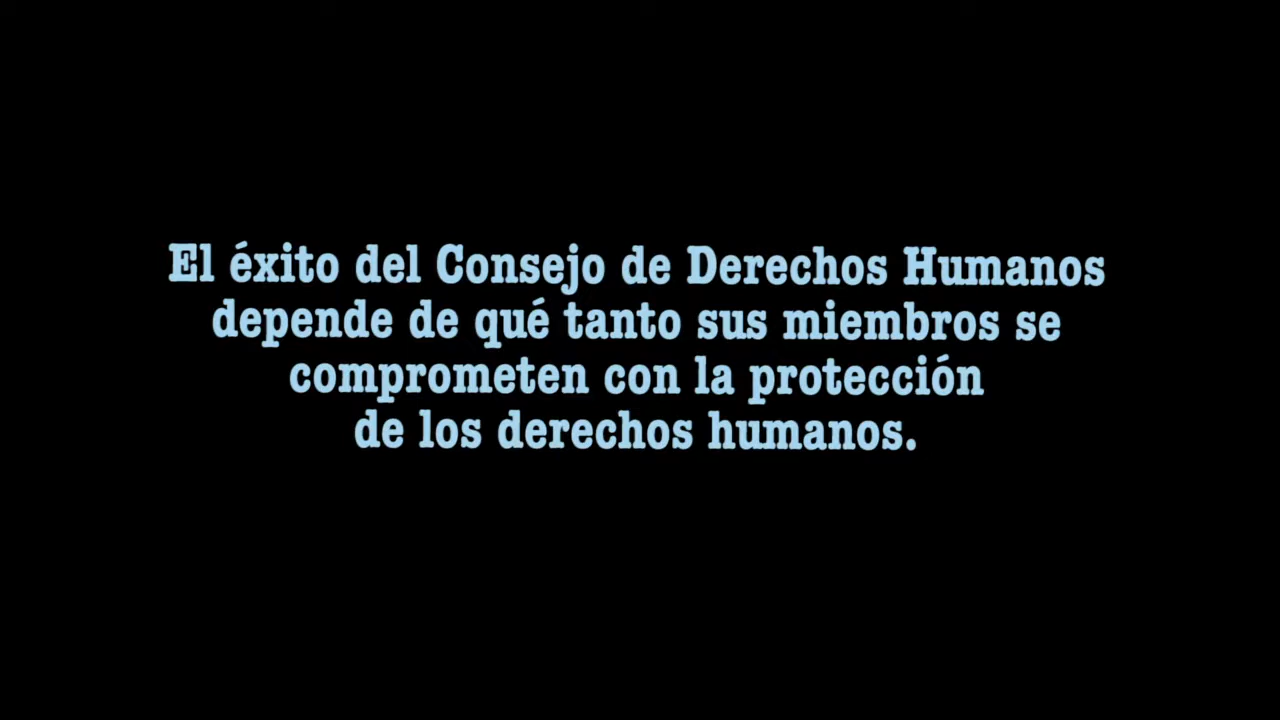 El éxito del Consejo de Derechos Humanos
depende de qué tanto sus miembros se
comprometen con la protección
de los derechos humanos.